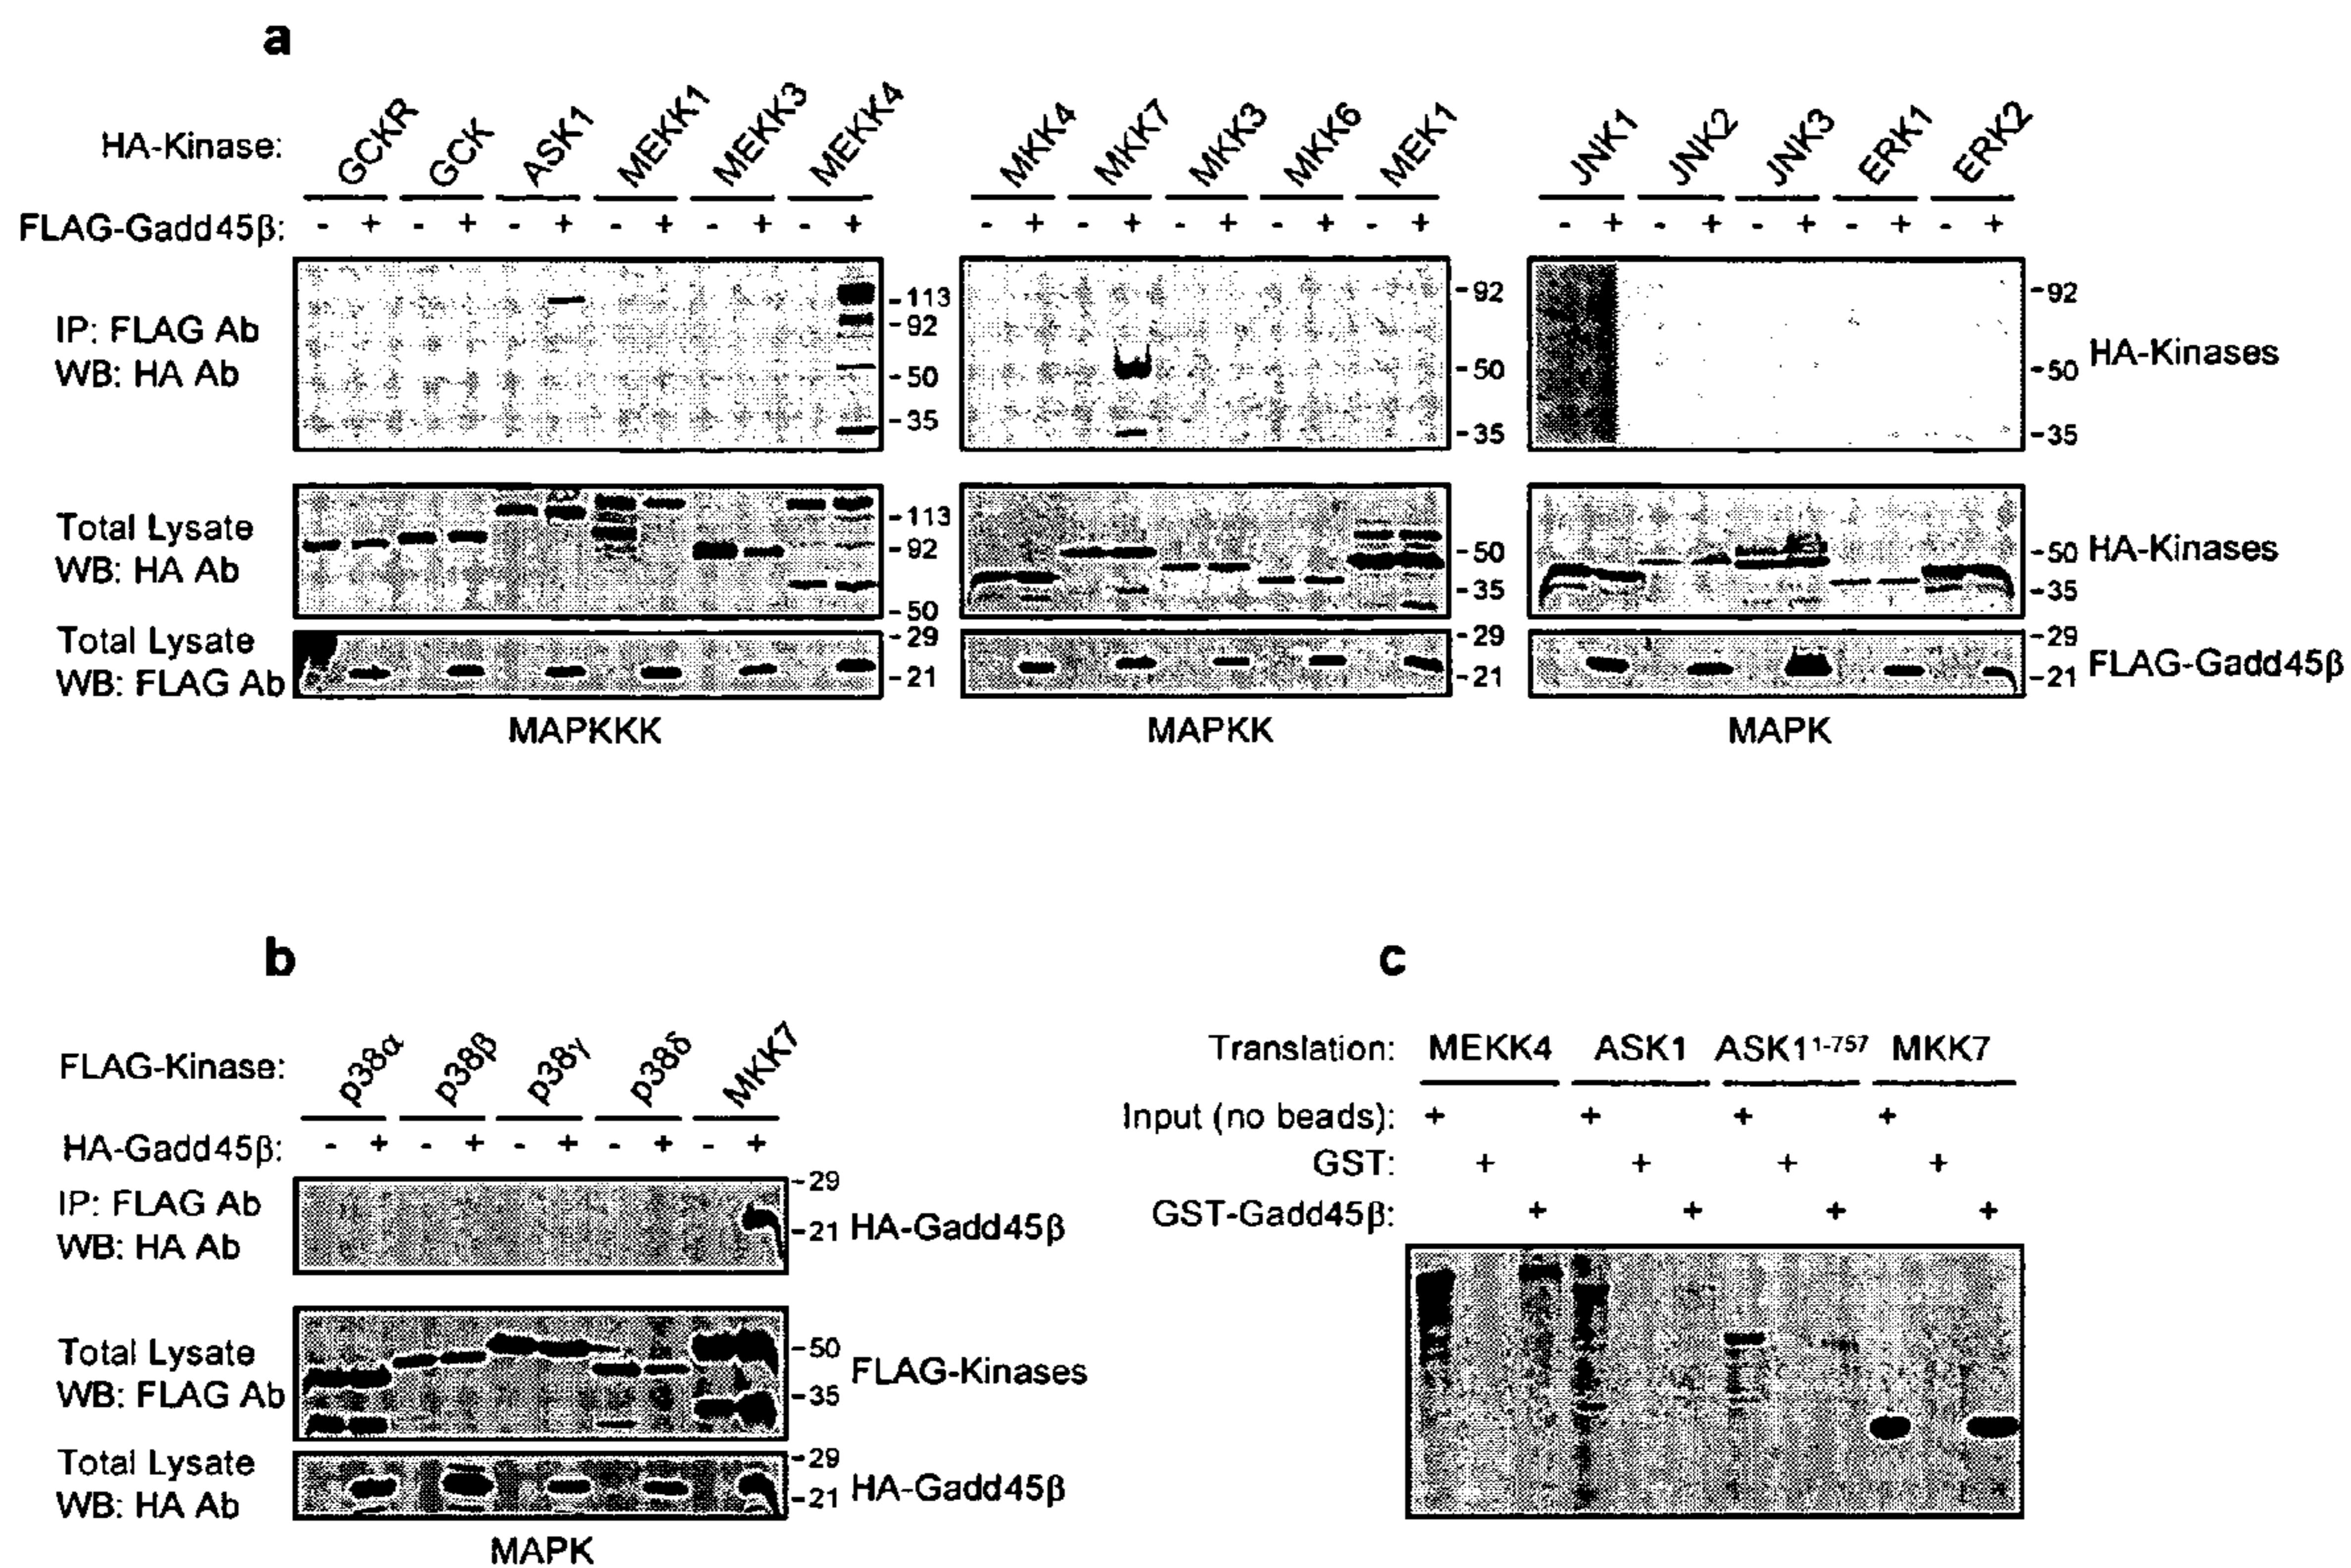 a
HA-Kinase: GCKR GCK ASK1 MEKK1 MEKK3 MEKK4 MKK4 MKK7 MKK3 MKK6 MEK1 JNK1 JNK2 JNK3 ERK1 ERK2
FLAG-Gadd45β: - + - + - + - + - + - + - + - + - + - + - + - + - + - + - + - +
IP: FLAG Ab
WB: HA Ab
-113
-92
-50
-35
-92
-50
-35
-92
-50
-35
HA-Kinases
Total Lysate
WB: HA Ab
-113
-92
-50
-50
-35
-50
-35
HA-Kinases
Total Lysate
WB: FLAG Ab
-29
-21
-29
-21
-29
-21
FLAG-Gadd45β
MAPKKK MAPKK MAPK
b
FLAG-Kinase: p38α p38β p38γ p38δ MKK7
HA-Gadd45β: - + - + - + - + - +
IP: FLAG Ab
WB: HA Ab
-29
-21
HA-Gadd45β
Total Lysate
WB: FLAG Ab
-50
-35
FLAG-Kinases
Total Lysate
WB: HA Ab
-29
-21
HA-Gadd45β
MAPK
c
Translation: MEKK4 ASK1 ASK1¹⁻⁷⁵⁷ MKK7
Input (no beads): + + + +
GST: + + + +
GST-Gadd45β: + + + +